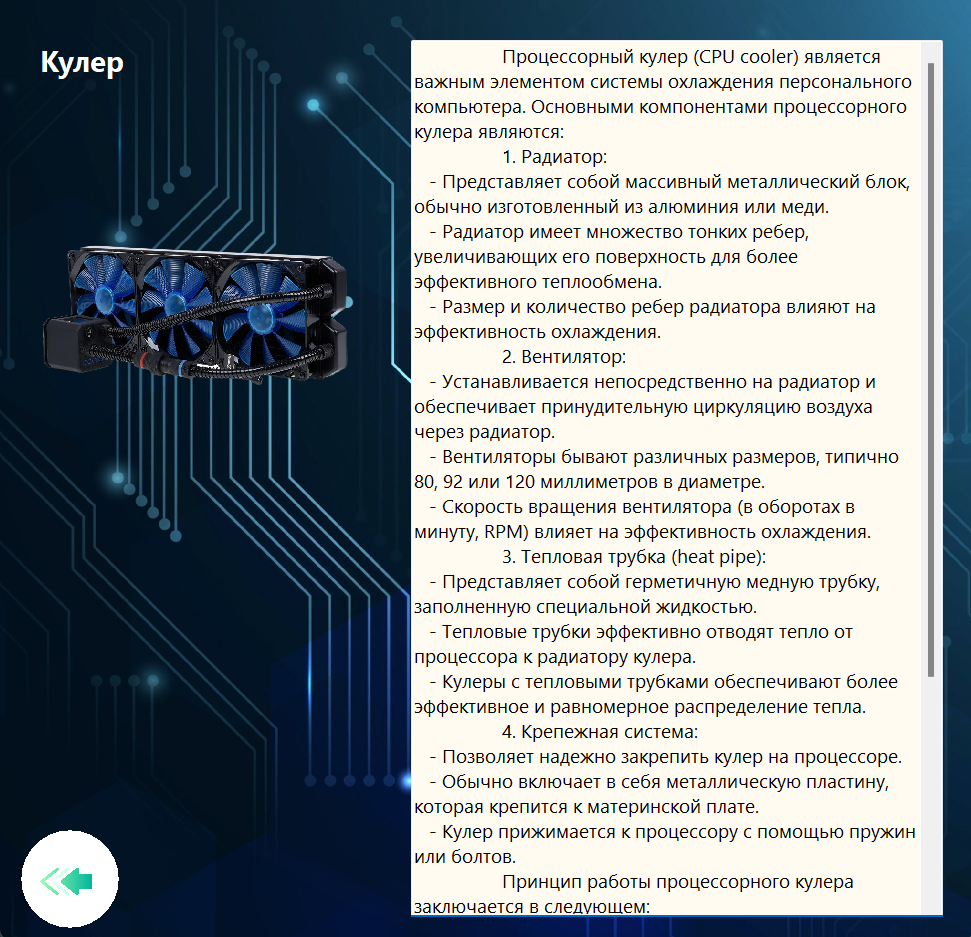 Кулер
Процессорный кулер (CPU cooler) является
важным элементом системы охлаждения персонального
компьютера. Основными компонентами процессорного
кулера являются:
1. Радиатор:
- Представляет собой массивный металлический блок,
обычно изготовленный из алюминия или меди.
- Радиатор имеет множество тонких ребер,
увеличивающих его поверхность для более
эффективного теплообмена.
- Размер и количество ребер радиатора влияют на
эффективность охлаждения.
2. Вентилятор:
- Устанавливается непосредственно на радиатор и
обеспечивает принудительную циркуляцию воздуха
через радиатор.
- Вентиляторы бывают различных размеров, типично
80, 92 или 120 миллиметров в диаметре.
- Скорость вращения вентилятора (в оборотах в
минуту, RPM) влияет на эффективность охлаждения.
3. Тепловая трубка (heat pipe):
- Представляет собой герметичную медную трубку,
заполненную специальной жидкостью.
- Тепловые трубки эффективно отводят тепло от
процессора к радиатору кулера.
- Кулеры с тепловыми трубками обеспечивают более
эффективное и равномерное распределение тепла.
4. Крепежная система:
- Позволяет надежно закрепить кулер на процессоре.
- Обычно включает в себя металлическую пластину,
которая крепится к материнской плате.
- Кулер прижимается к процессору с помощью пружин
или болтов.
Принцип работы процессорного кулера
заключается в следующем: